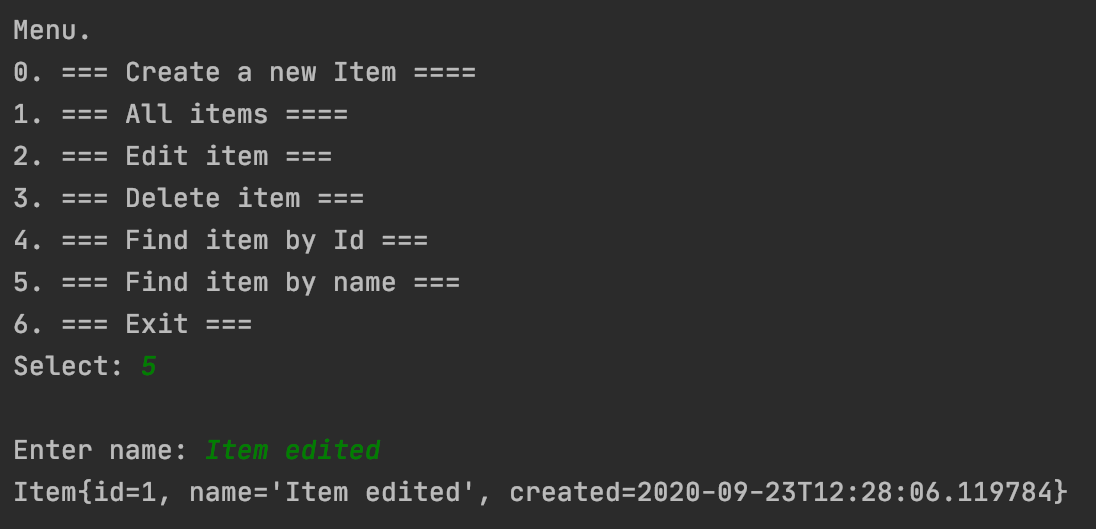 Menu.
0. === Create a new Item ====
1. === All items ====
2. === Edit item ===
3. === Delete item ===
4. === Find item by Id ===
5. === Find item by name ===
6. === Exit ===
Select: 5
Enter name: Item edited
Item{id=1, name='Item edited', created=2020-09-23T12:28:06.119784}